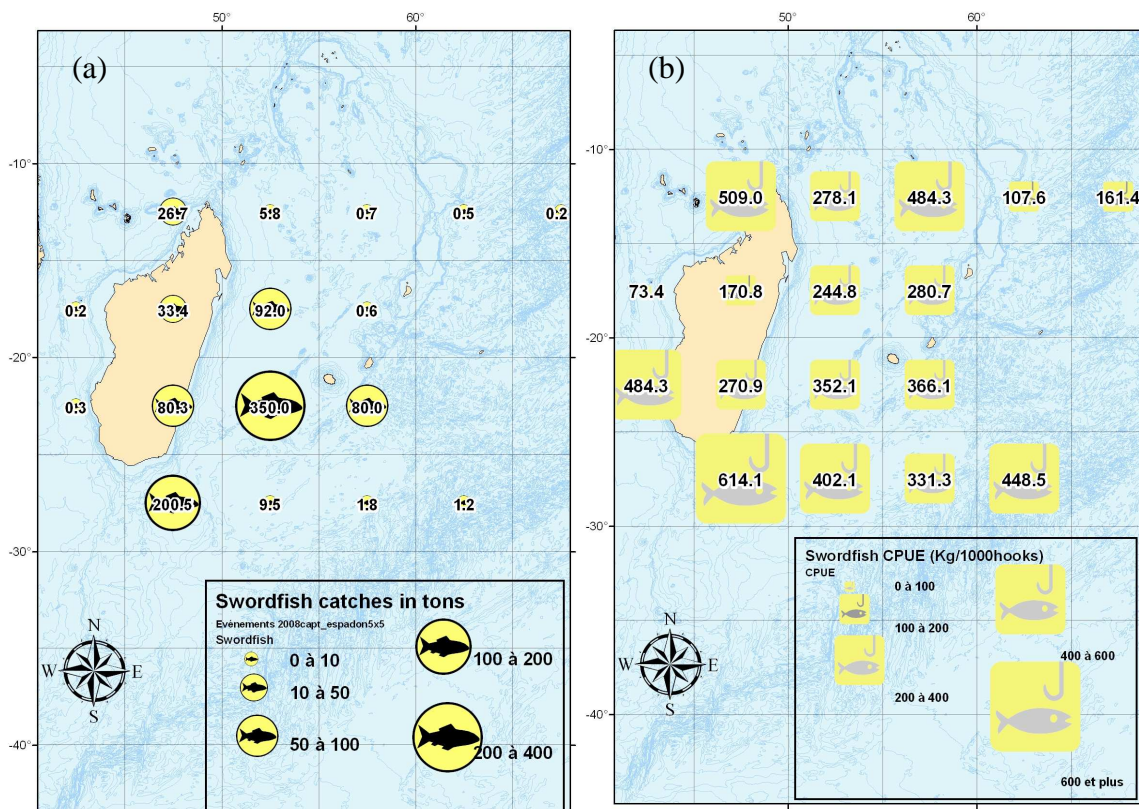 50° 60°
(a)
-10°
26.7 5.8 0.7 0.5 0.2
0.2 33.4 92.0 0.6
-20°
0.3 80.3 350.0 80.0
200.5 9.5 1.8 1.2
-30°
Swordfish catches in tons
Evènements 2008capt_espadon5x5
Swordfish
0 à 10
10 à 50
50 à 100
100 à 200
200 à 400
N
W E
S
-40°
50° 60°
(b)
-10°
509.0 278.1 484.3 107.6 161.4
73.4 170.8 244.8 280.7
-20°
484.3 270.9 352.1 366.1
614.1 402.1 331.3 448.5
-30°
Swordfish CPUE (Kg/1000hooks)
CPUE
0 à 100
100 à 200
200 à 400
400 à 600
600 et plus
N
W E
S
-40°